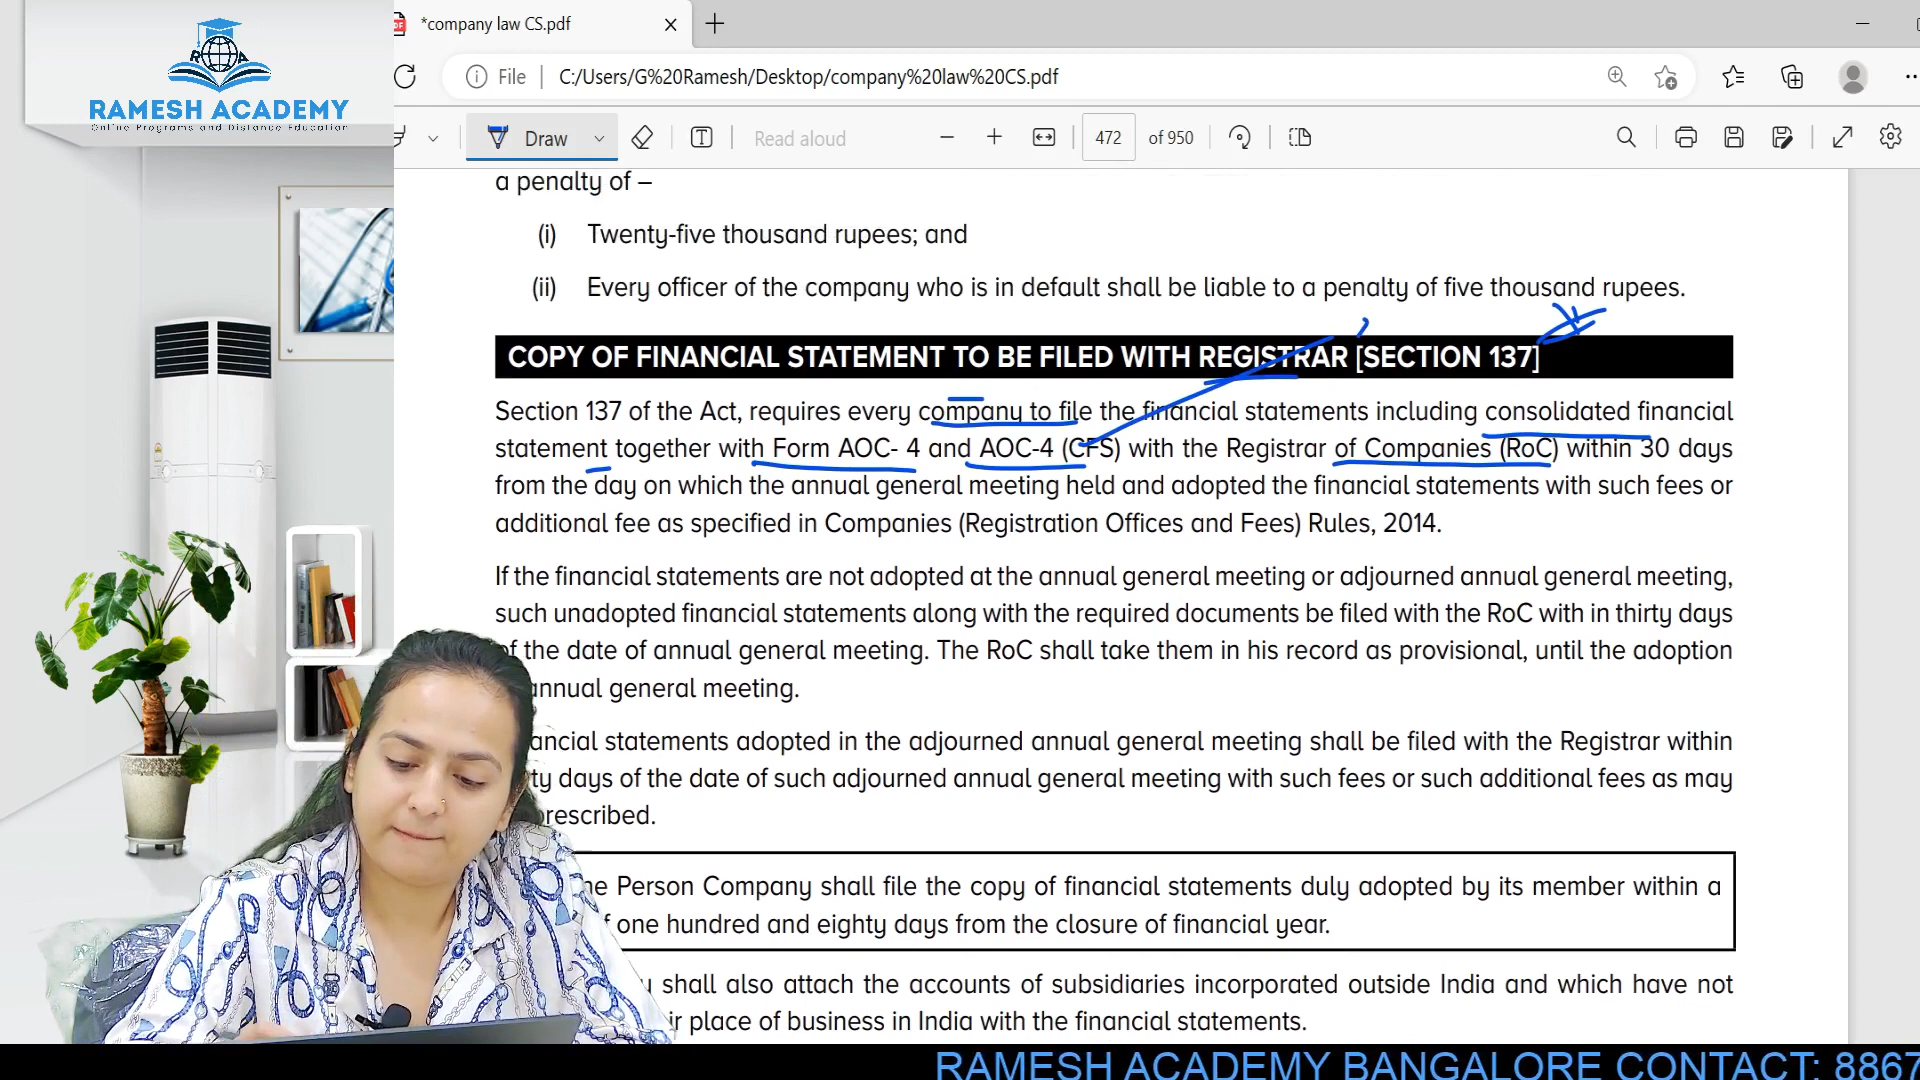 *company law CS.pdf
RAMESH ACADEMY
Online Programs and Distance Education
File
C:/Users/G%20Ramesh/Desktop/company%20law%20CS.pdf
Draw
Read aloud
472 of 950
a penalty of –
(i) Twenty-five thousand rupees; and
(ii) Every officer of the company who is in default shall be liable to a penalty of five thousand rupees.
COPY OF FINANCIAL STATEMENT TO BE FILED WITH REGISTRAR [SECTION 137]
Section 137 of the Act, requires every company to file the financial statements including consolidated financial
statement together with Form AOC- 4 and AOC-4 (CFS) with the Registrar of Companies (RoC) within 30 days
from the day on which the annual general meeting held and adopted the financial statements with such fees or
additional fee as specified in Companies (Registration Offices and Fees) Rules, 2014.
If the financial statements are not adopted at the annual general meeting or adjourned annual general meeting,
such unadopted financial statements along with the required documents be filed with the RoC with in thirty days
of the date of annual general meeting. The RoC shall take them in his record as provisional, until the adoption
annual general meeting.
statements adopted in the adjourned annual general meeting shall be filed with the Registrar within
days of the date of such adjourned annual general meeting with such fees or such additional fees as may
prescribed.
Person Company shall file the copy of financial statements duly adopted by its member within a
one hundred and eighty days from the closure of financial year.
shall also attach the accounts of subsidiaries incorporated outside India and which have not
place of business in India with the financial statements.
RAMESH ACADEMY BANGALORE CONTACT: 8867